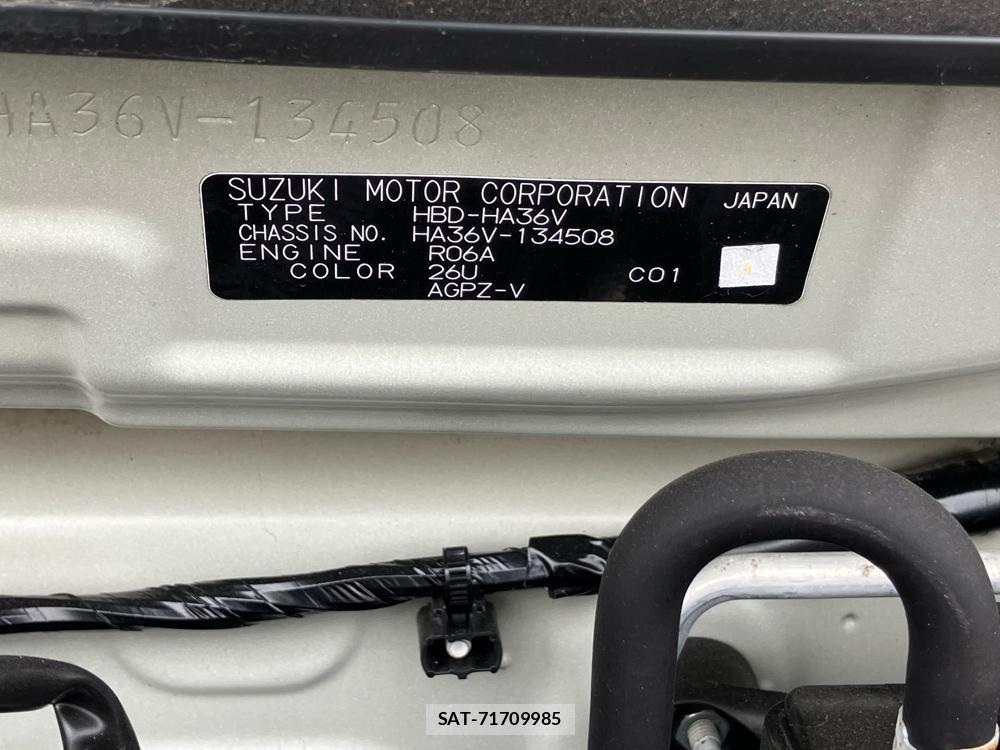 HA36V-134508
SUZUKI MOTOR CORPORATION JAPAN
TYPE HBD-HA36V
CHASSIS NO. HA36V-134508
ENGINE R06A
COLOR 26U C01
AGPZ-V
SAT-71709985